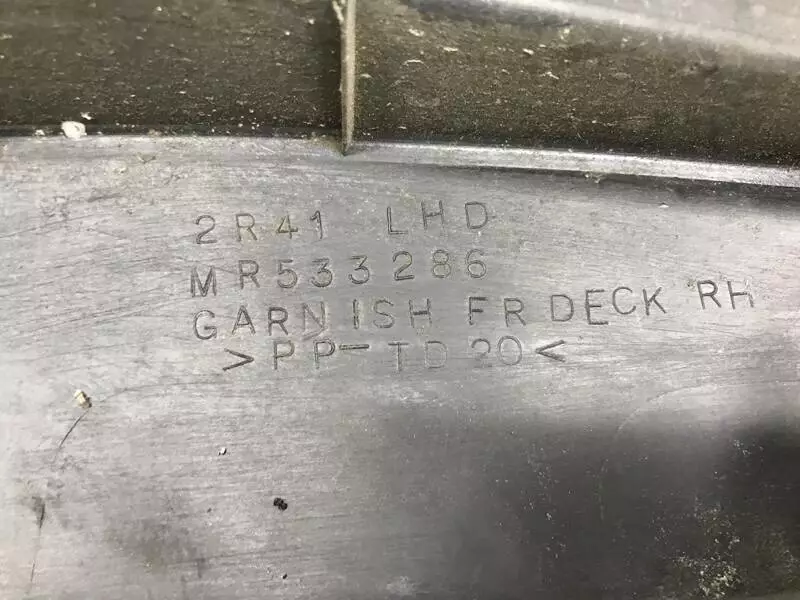 2R41 LHD
MR533286
GARNISH FR DECK RH
>PP-TD20<